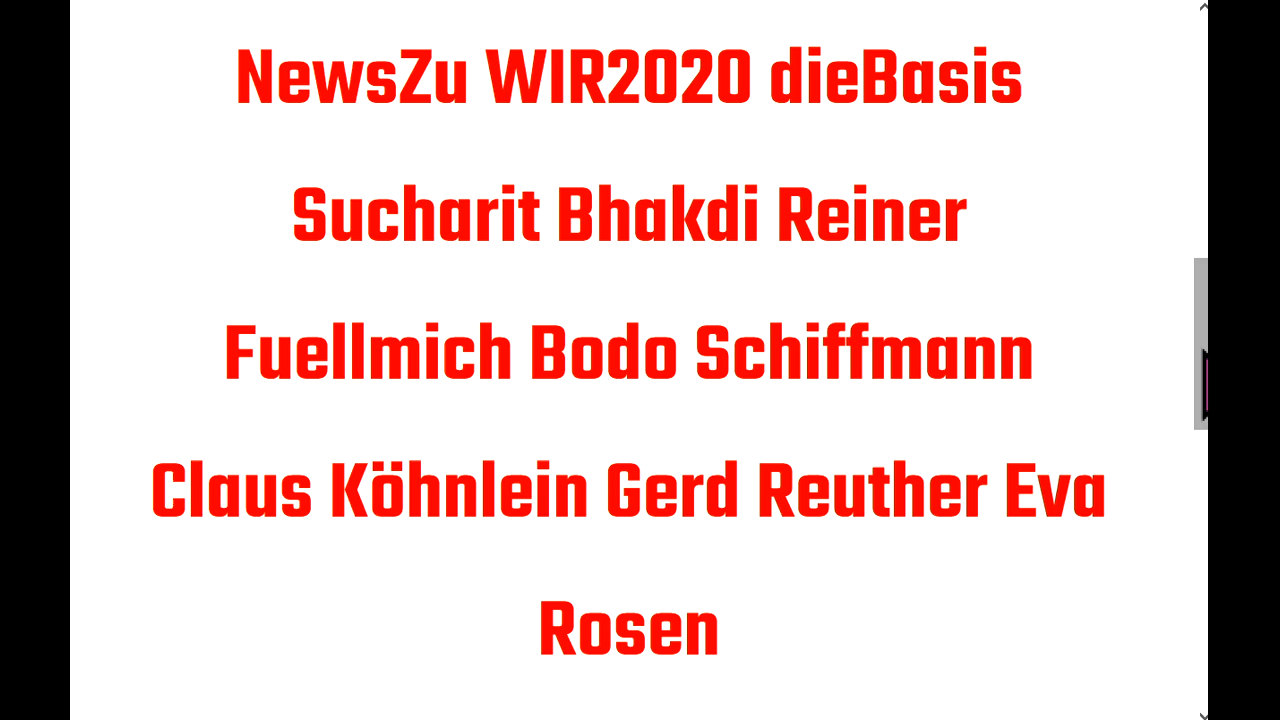 NewsZu WIR2020 dieBasis
Sucharit Bhakdi Reiner
Fuellmich Bodo Schiffmann
Claus Köhnlein Gerd Reuther Eva
Rosen